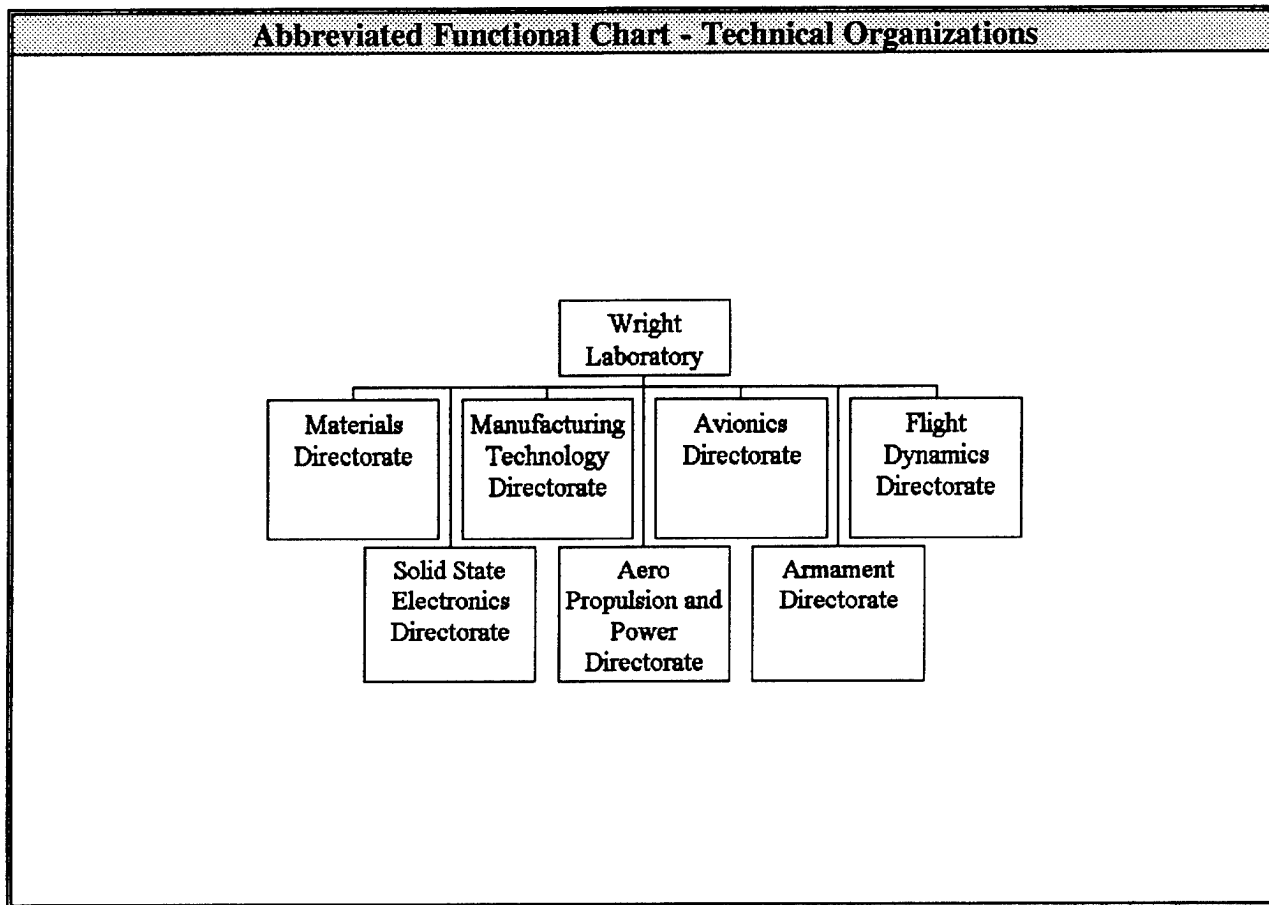 Abbreviated Functional Chart - Technical Organizations
Wright
Laboratory
Materials
Directorate
Manufacturing
Technology
Directorate
Avionics
Directorate
Flight
Dynamics
Directorate
Solid State
Electronics
Directorate
Aero
Propulsion and
Power
Directorate
Armament
Directorate